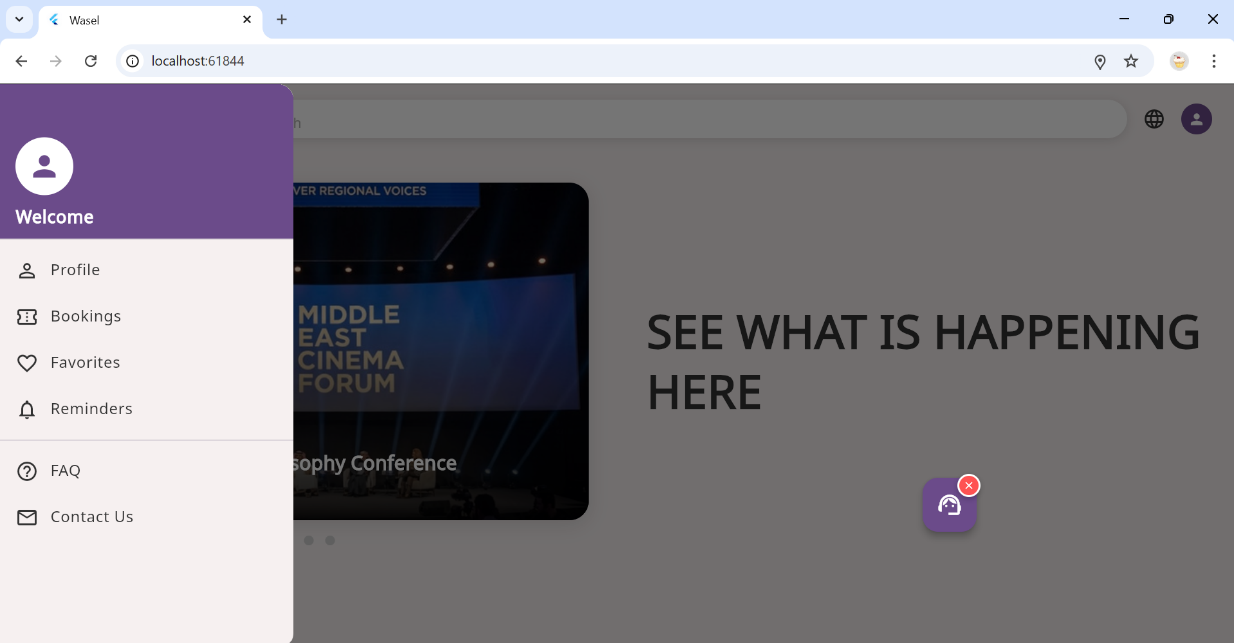 Wasel
localhost:61844
h
VER REGIONAL VOICES
MIDDLE
EAST
CINEMA
FORUM
sophy Conference
SEE WHAT IS HAPPENING
HERE
Welcome
Profile
Bookings
Favorites
Reminders
FAQ
Contact Us